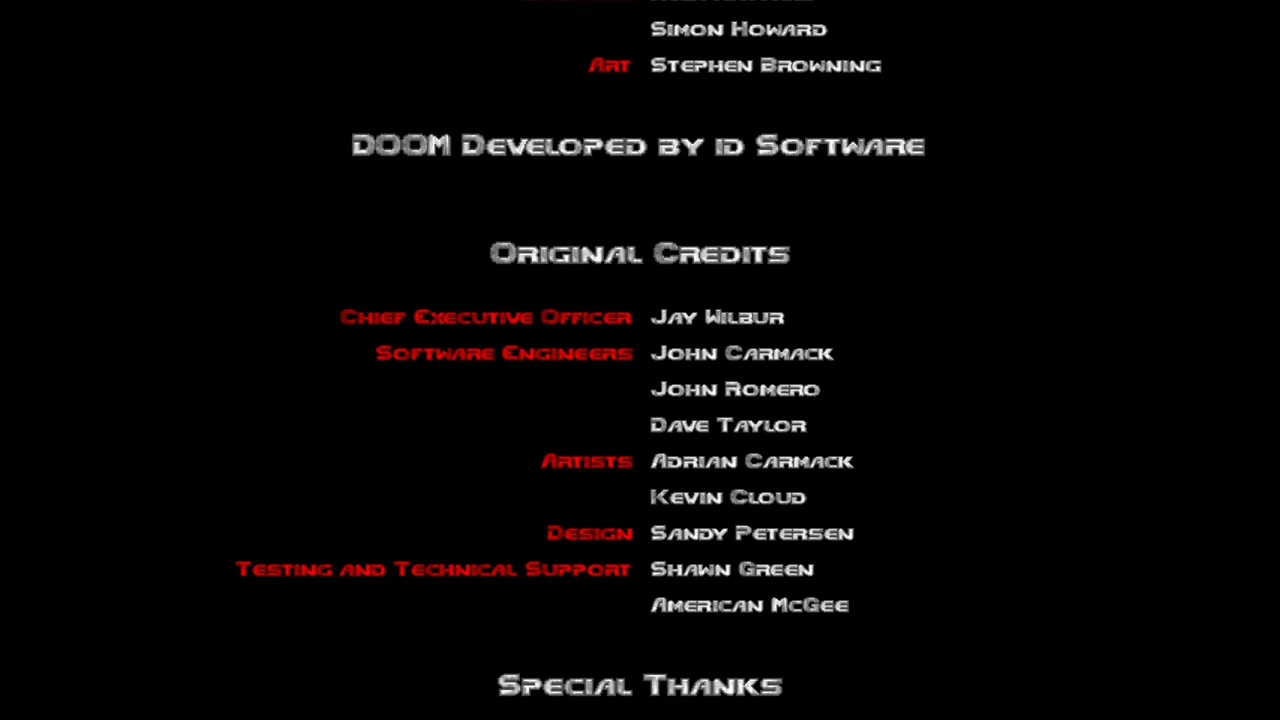 Simon Howard
Art Stephen Browning
DOOM Developed by id Software
Original Credits
Chief Executive Officer Jay Wilbur
Software Engineers John Carmack
John Romero
Dave Taylor
Artists Adrian Carmack
Kevin Cloud
Design Sandy Petersen
Testing and Technical Support Shawn Green
American McGee
Special Thanks